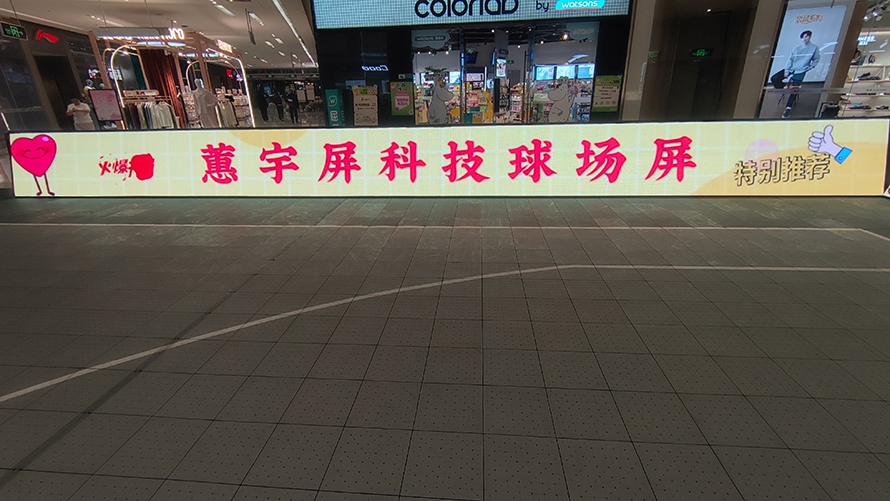 colorlab
by watsons
火爆
蕙宇屏科技球场屏
特别推荐